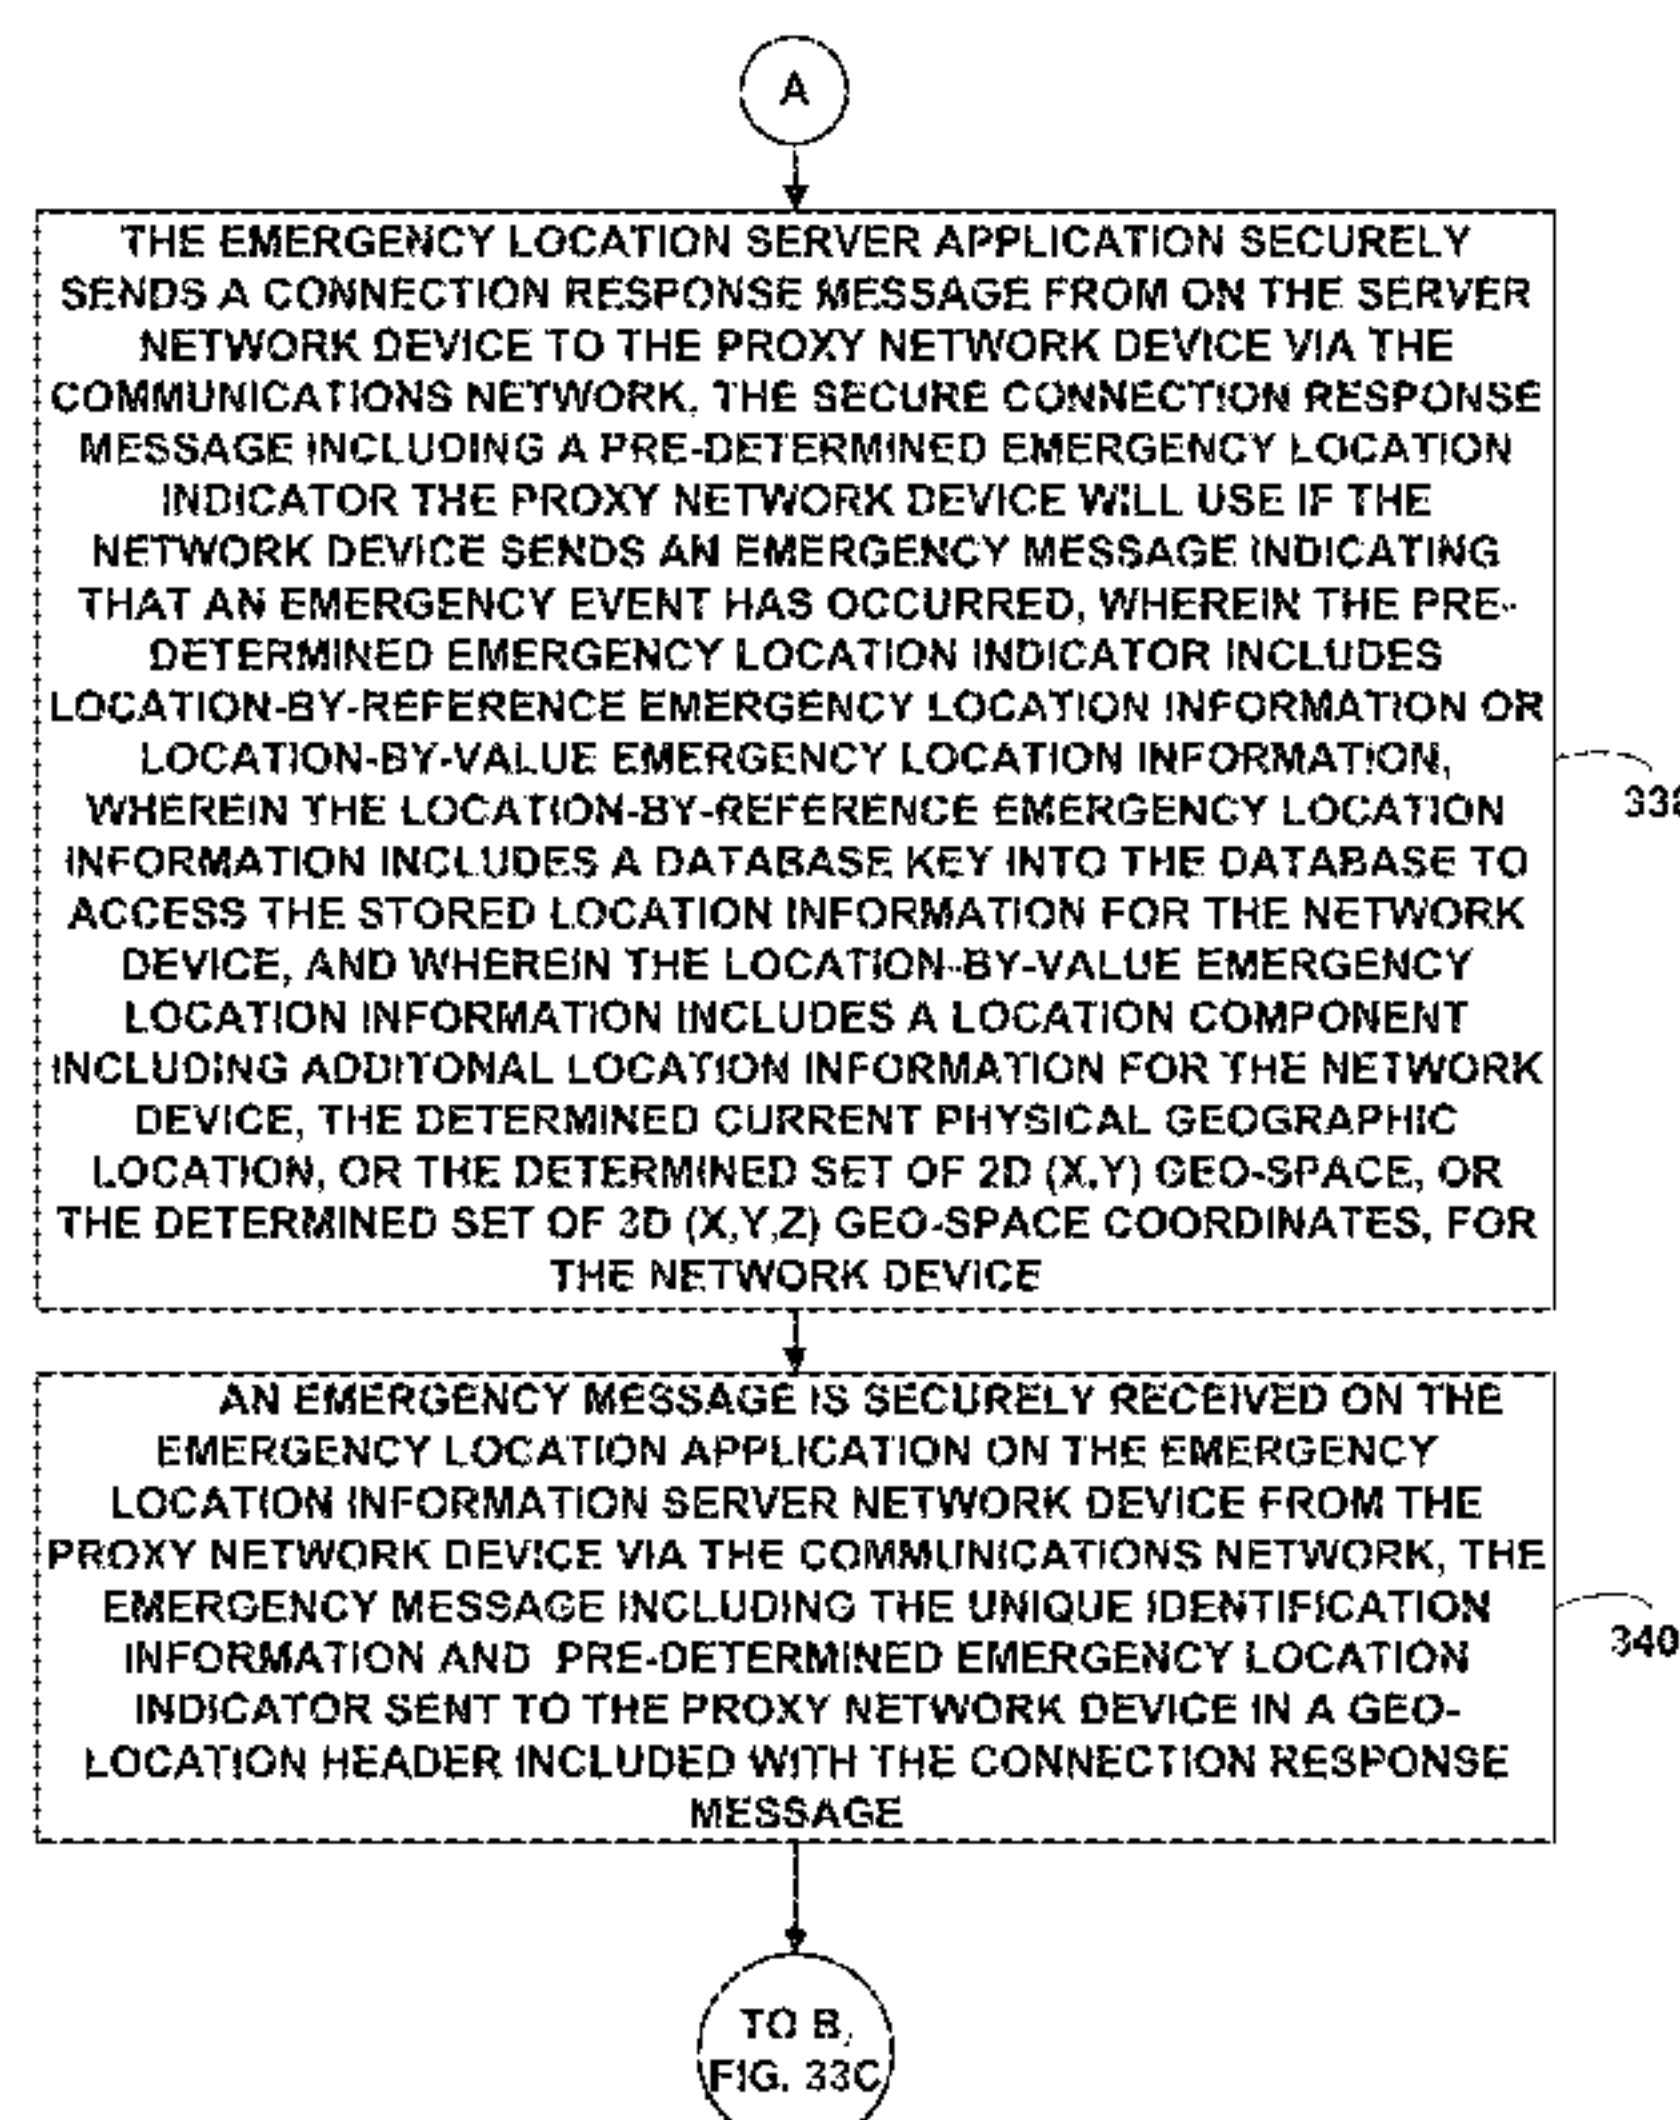 A
THE EMERGENCY LOCATION SERVER APPLICATION SECURELY
SENDS A CONNECTION RESPONSE MESSAGE FROM ON THE SERVER
NETWORK DEVICE TO THE PROXY NETWORK DEVICE VIA THE
COMMUNICATIONS NETWORK, THE SECURE CONNECTION RESPONSE
MESSAGE INCLUDING A PRE-DETERMINED EMERGENCY LOCATION
INDICATOR THE PROXY NETWORK DEVICE WILL USE IF THE
NETWORK DEVICE SENDS AN EMERGENCY MESSAGE INDICATING
THAT AN EMERGENCY EVENT HAS OCCURRED, WHEREIN THE PRE-
DETERMINED EMERGENCY LOCATION INDICATOR INCLUDES
LOCATION-BY-REFERENCE EMERGENCY LOCATION INFORMATION OR
LOCATION-BY-VALUE EMERGENCY LOCATION INFORMATION,
WHEREIN THE LOCATION-BY-REFERENCE EMERGENCY LOCATION
INFORMATION INCLUDES A DATABASE KEY INTO THE DATABASE TO
ACCESS THE STORED LOCATION INFORMATION FOR THE NETWORK
DEVICE, AND WHEREIN THE LOCATION-BY-VALUE EMERGENCY
LOCATION INFORMATION INCLUDES A LOCATION COMPONENT
INCLUDING ADDITONAL LOCATION INFORMATION FOR THE NETWORK
DEVICE, THE DETERMINED CURRENT PHYSICAL GEOGRAPHIC
LOCATION, OR THE DETERMINED SET OF 2D (X,Y) GEO-SPACE, OR
THE DETERMINED SET OF 3D (X,Y,Z) GEO-SPACE COORDINATES, FOR
THE NETWORK DEVICE
AN EMERGENCY MESSAGE IS SECURELY RECEIVED ON THE
EMERGENCY LOCATION APPLICATION ON THE EMERGENCY
LOCATION INFORMATION SERVER NETWORK DEVICE FROM THE
PROXY NETWORK DEVICE VIA THE COMMUNICATIONS NETWORK, THE
EMERGENCY MESSAGE INCLUDING THE UNIQUE IDENTIFICATION
INFORMATION AND PRE-DETERMINED EMERGENCY LOCATION
INDICATOR SENT TO THE PROXY NETWORK DEVICE IN A GEO-
LOCATION HEADER INCLUDED WITH THE CONNECTION RESPONSE
MESSAGE
340
TO B,
FIG. 33C